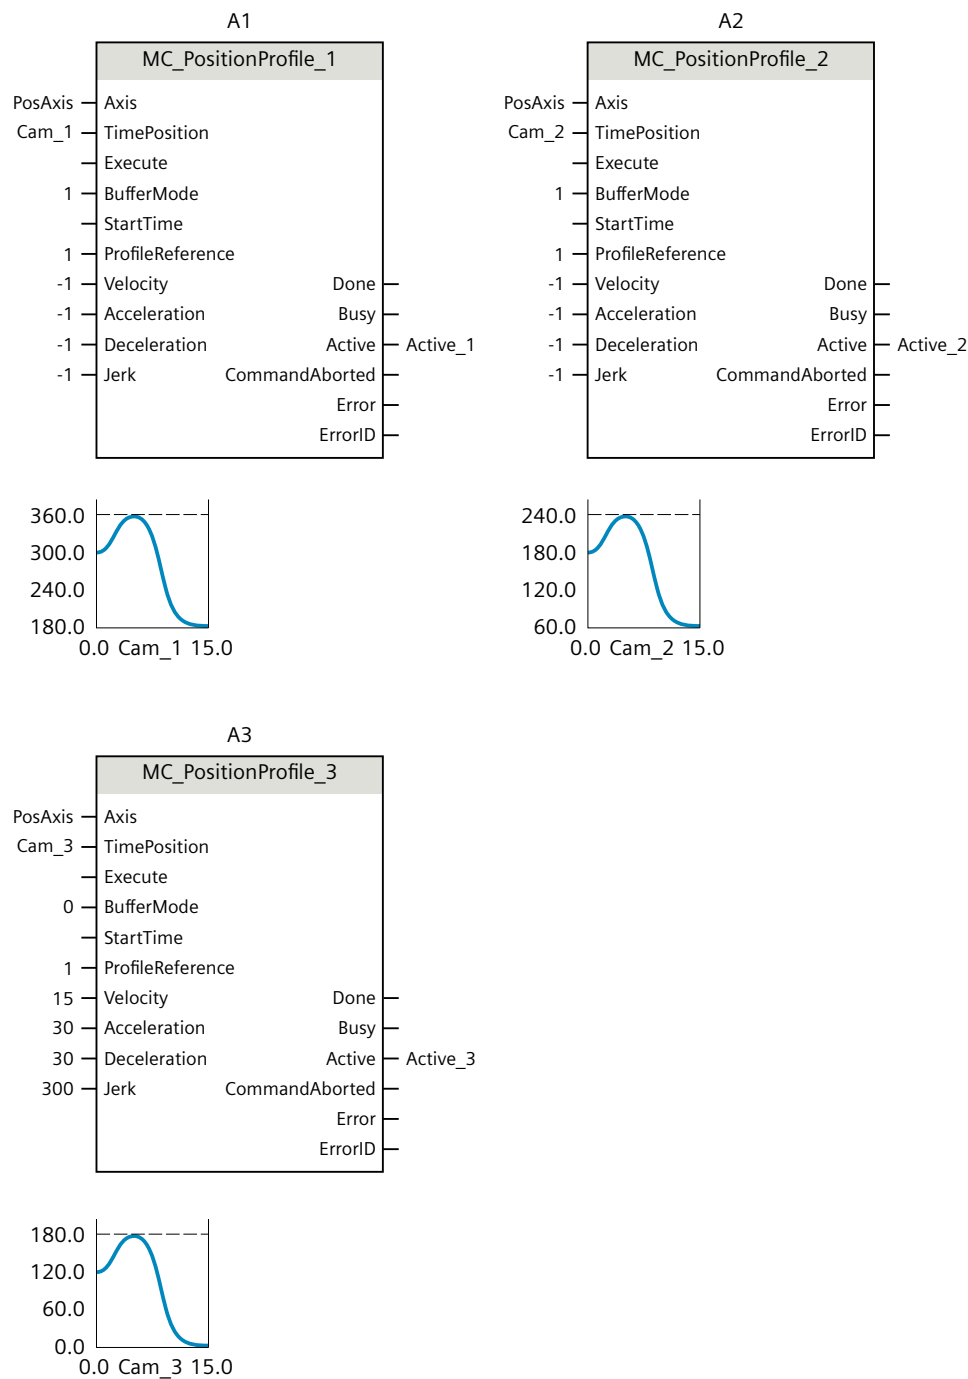 A1
MC_PositionProfile_1
PosAxis Axis
Cam_1 TimePosition
Execute
1 BufferMode
StartTime
1 ProfileReference
-1 Velocity Done
-1 Acceleration Busy
-1 Deceleration Active Active_1
-1 Jerk CommandAborted
Error
ErrorID
360.0
300.0
240.0
180.0
0.0 Cam_1 15.0
A2
MC_PositionProfile_2
PosAxis Axis
Cam_2 TimePosition
Execute
1 BufferMode
StartTime
1 ProfileReference
-1 Velocity Done
-1 Acceleration Busy
-1 Deceleration Active Active_2
-1 Jerk CommandAborted
Error
ErrorID
240.0
180.0
120.0
60.0
0.0 Cam_2 15.0
A3
MC_PositionProfile_3
PosAxis Axis
Cam_3 TimePosition
Execute
0 BufferMode
StartTime
1 ProfileReference
15 Velocity Done
30 Acceleration Busy
30 Deceleration Active Active_3
300 Jerk CommandAborted
Error
ErrorID
180.0
120.0
60.0
0.0
0.0 Cam_3 15.0